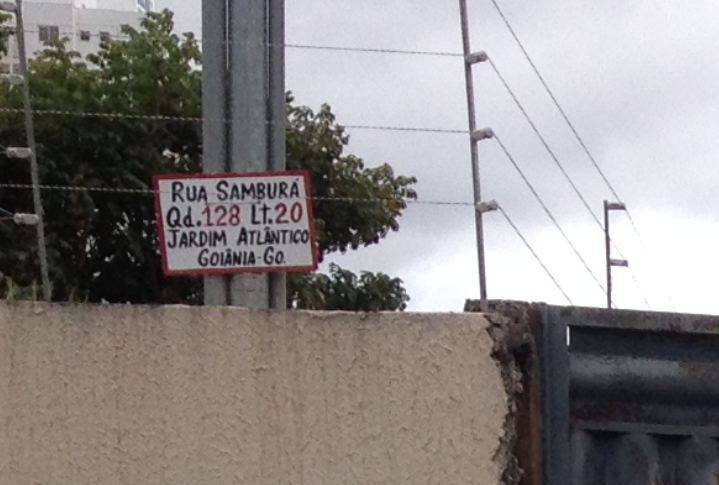 RUA SAMBURÁ
Qd.128 Lt.20
JARDIM ATLÂNTICO
GOIÂNIA-GO.